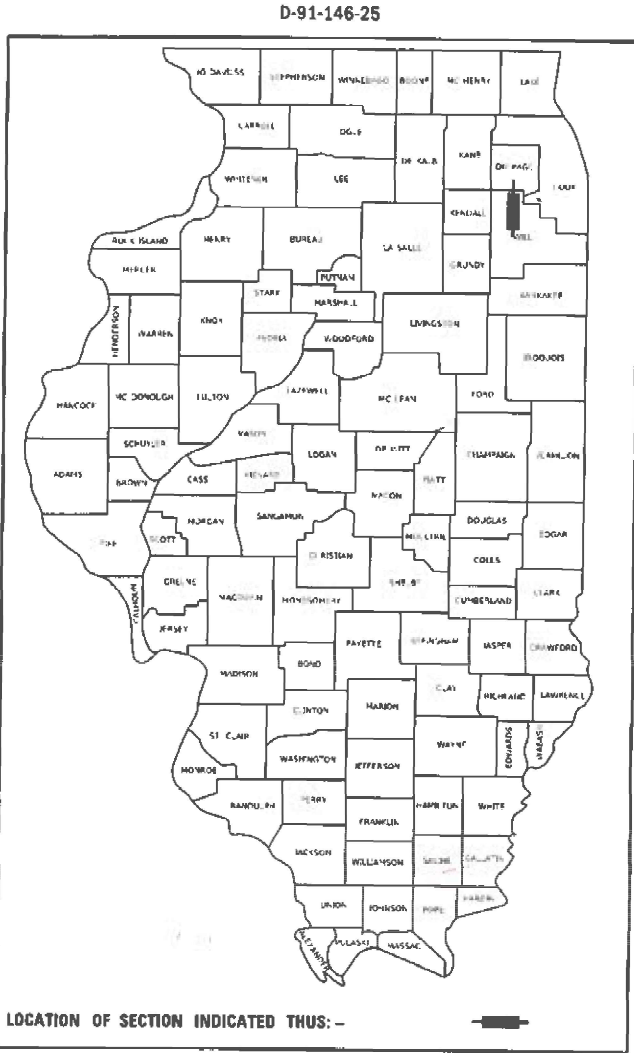 D-91-146-25
STEPHENSON WINNEBAGO BOONE MC HENRY LAKE
CARROLL OGLE
DE KALB KANE
WHITESIDE LEE
KENDALL WILL
ROCK ISLAND HENRY BUREAU LA SALLE
MERCER GRUNDY
PUTNAM
STARK MARSHALL KANKAKEE
HENDERSON WARREN KNOX LIVINGSTON
PEORIA WOODFORD IROQUOIS
HANCOCK MC DONOUGH FULTON TAZEWELL MC LEAN FORD
MASON
SCHUYLER LOGAN DE WITT CHAMPAIGN VERMILION
ADAMS BROWN CASS MENARD PIATT
MACON
MORGAN SANGAMON DOUGLAS
PIKE SCOTT MOULTRIE EDGAR
CHRISTIAN COLES
GREENE SHELBY CLARK
CALHOUN MACOUPIN MONTGOMERY CUMBERLAND
JERSEY FAYETTE EFFINGHAM JASPER CRAWFORD
MADISON BOND
CLAY RICHLAND LAWRENCE
CLINTON MARION
ST. CLAIR WAYNE EDWARDS WABASH
WASHINGTON JEFFERSON
MONROE
RANDOLPH PERRY HAMILTON WHITE
FRANKLIN
JACKSON WILLIAMSON SALINE GALLATIN
UNION JOHNSON POPE HARDIN
ALEXANDER PULASKI MASSAC
LOCATION OF SECTION INDICATED THUS: -